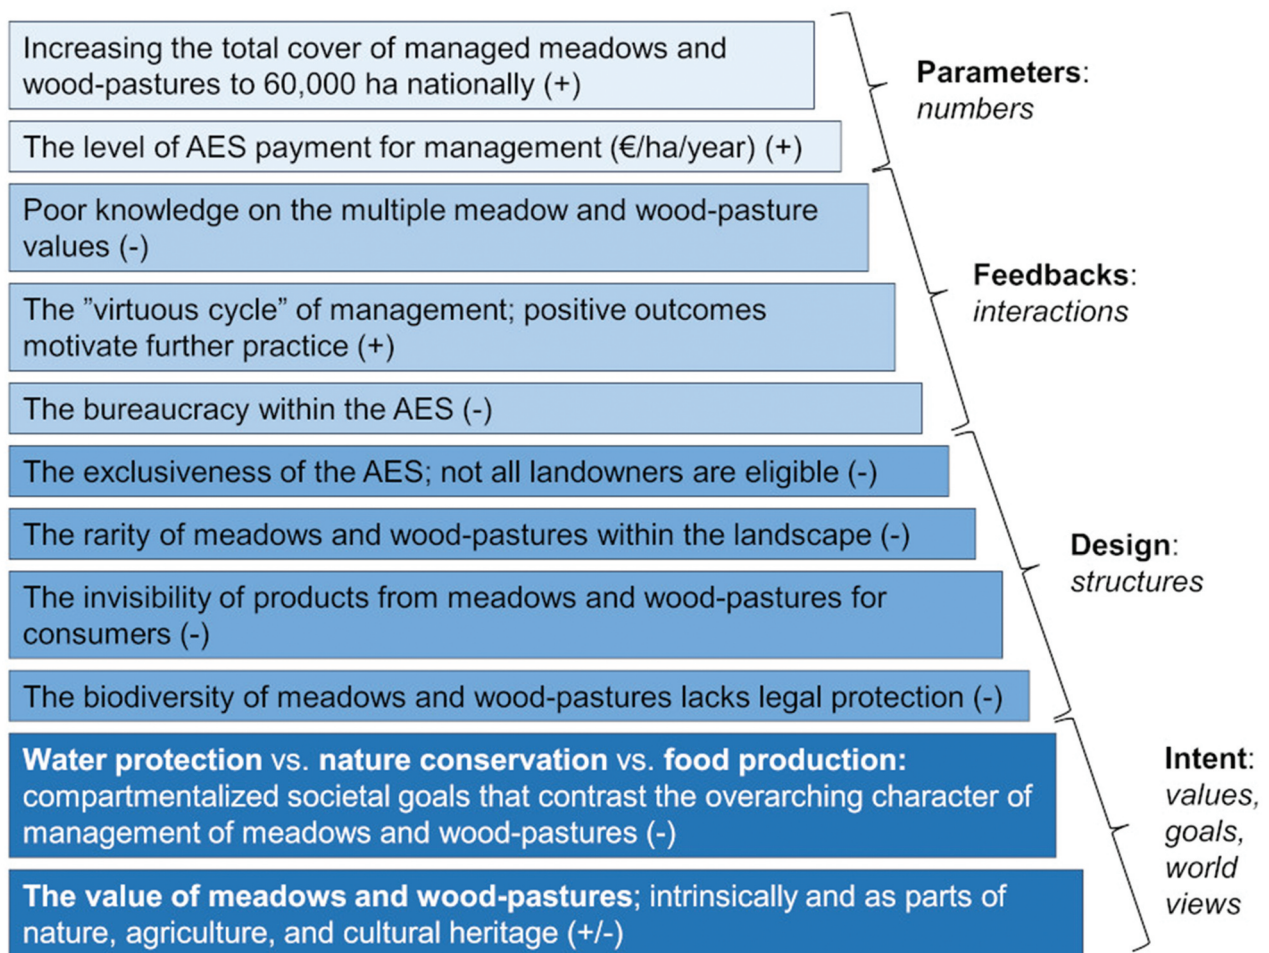 Increasing the total cover of managed meadows and
wood-pastures to 60,000 ha nationally (+)
The level of AES payment for management (€/ha/year) (+)
Parameters:
numbers
Poor knowledge on the multiple meadow and wood-pasture
values (-)
The ”virtuous cycle” of management; positive outcomes
motivate further practice (+)
The bureaucracy within the AES (-)
Feedbacks:
interactions
The exclusiveness of the AES; not all landowners are eligible (-)
The rarity of meadows and wood-pastures within the landscape (-)
The invisibility of products from meadows and wood-pastures for
consumers (-)
The biodiversity of meadows and wood-pastures lacks legal protection (-)
Design:
structures
Water protection vs. nature conservation vs. food production:
compartmentalized societal goals that contrast the overarching character of
management of meadows and wood-pastures (-)
The value of meadows and wood-pastures; intrinsically and as parts of
nature, agriculture, and cultural heritage (+/-)
Intent:
values,
goals,
world
views